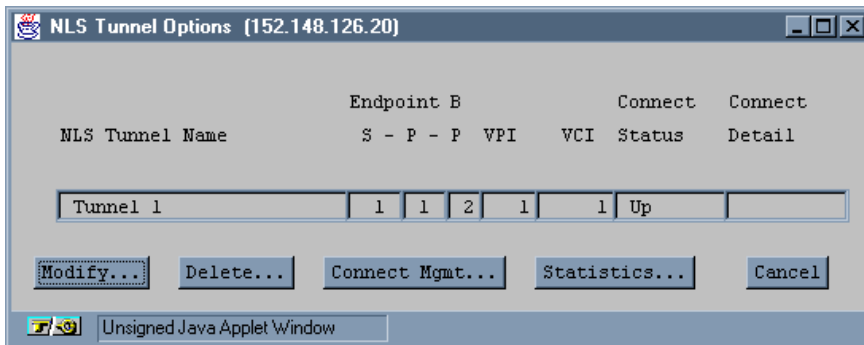 NLS Tunnel Options (152.148.126.20)
Endpoint B Connect Connect
NLS Tunnel Name S - P - P VPI VCI Status Detail
Tunnel 1 1 1 2 1 1 Up
Modify... Delete... Connect Mgmt... Statistics... Cancel
Unsigned Java Applet Window